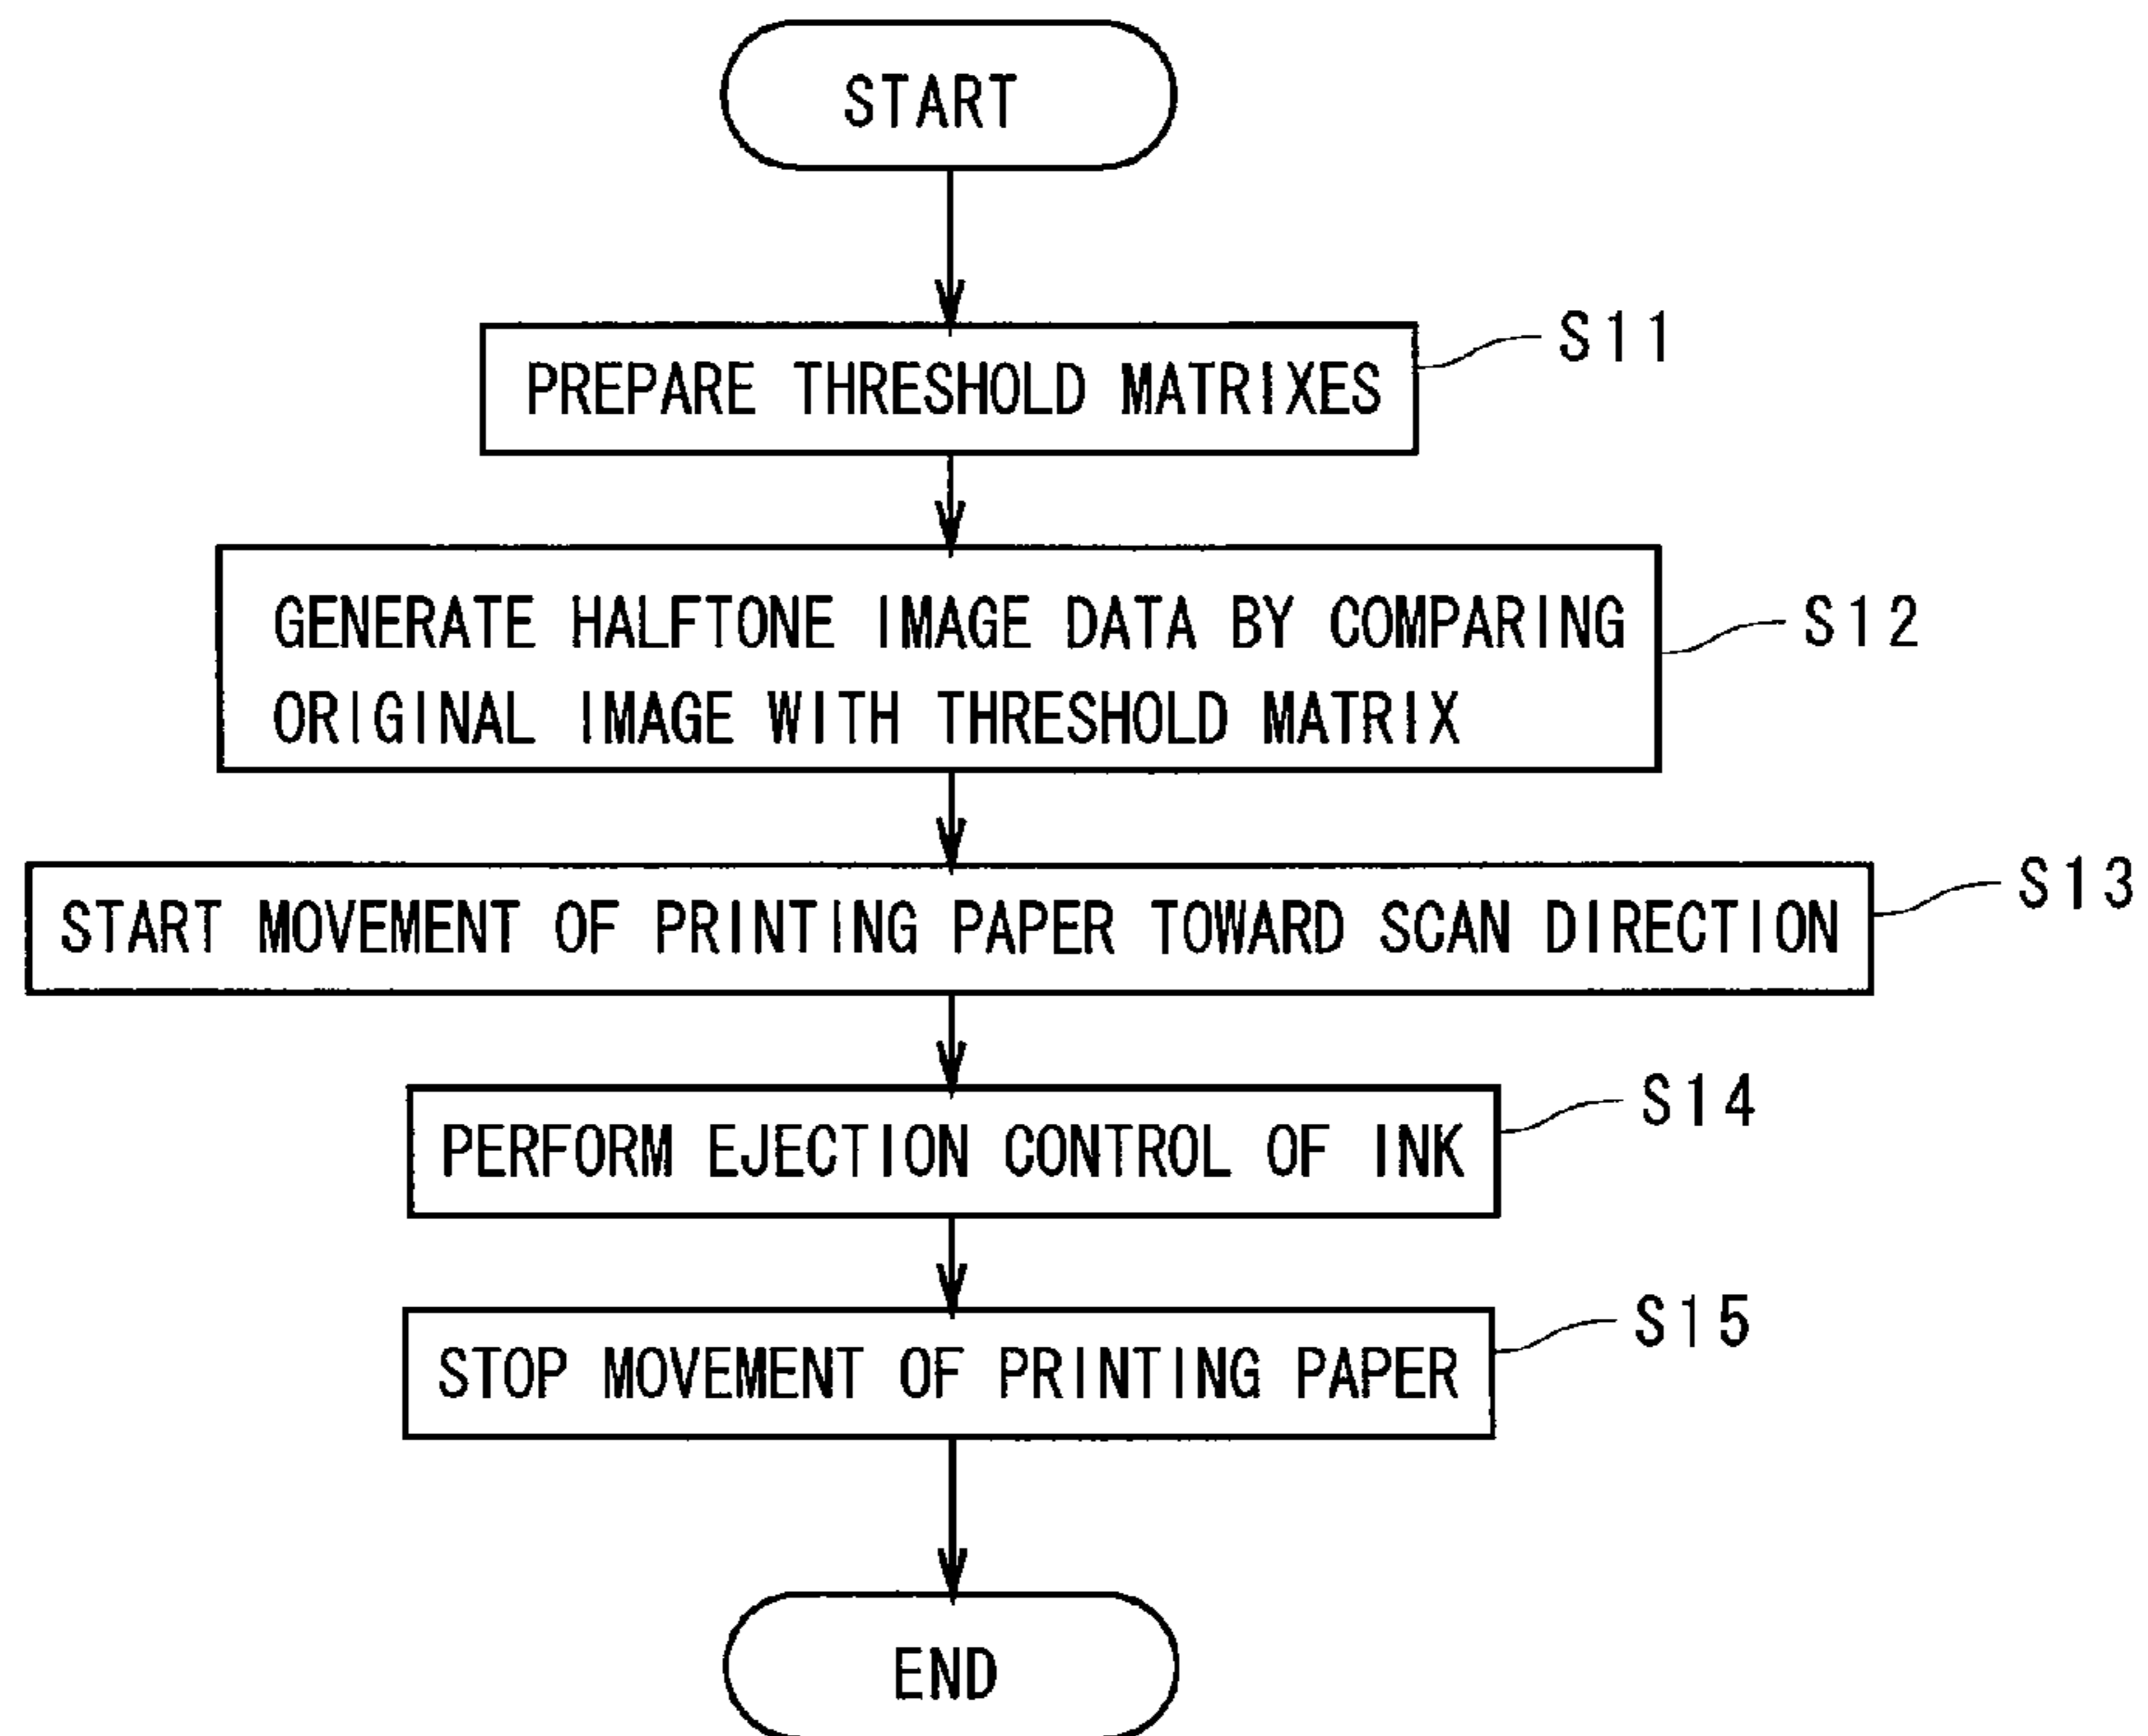 START
PREPARE THRESHOLD MATRIXES
S11
GENERATE HALFTONE IMAGE DATA BY COMPARING
ORIGINAL IMAGE WITH THRESHOLD MATRIX
S12
START MOVEMENT OF PRINTING PAPER TOWARD SCAN DIRECTION
S13
PERFORM EJECTION CONTROL OF INK
S14
STOP MOVEMENT OF PRINTING PAPER
S15
END